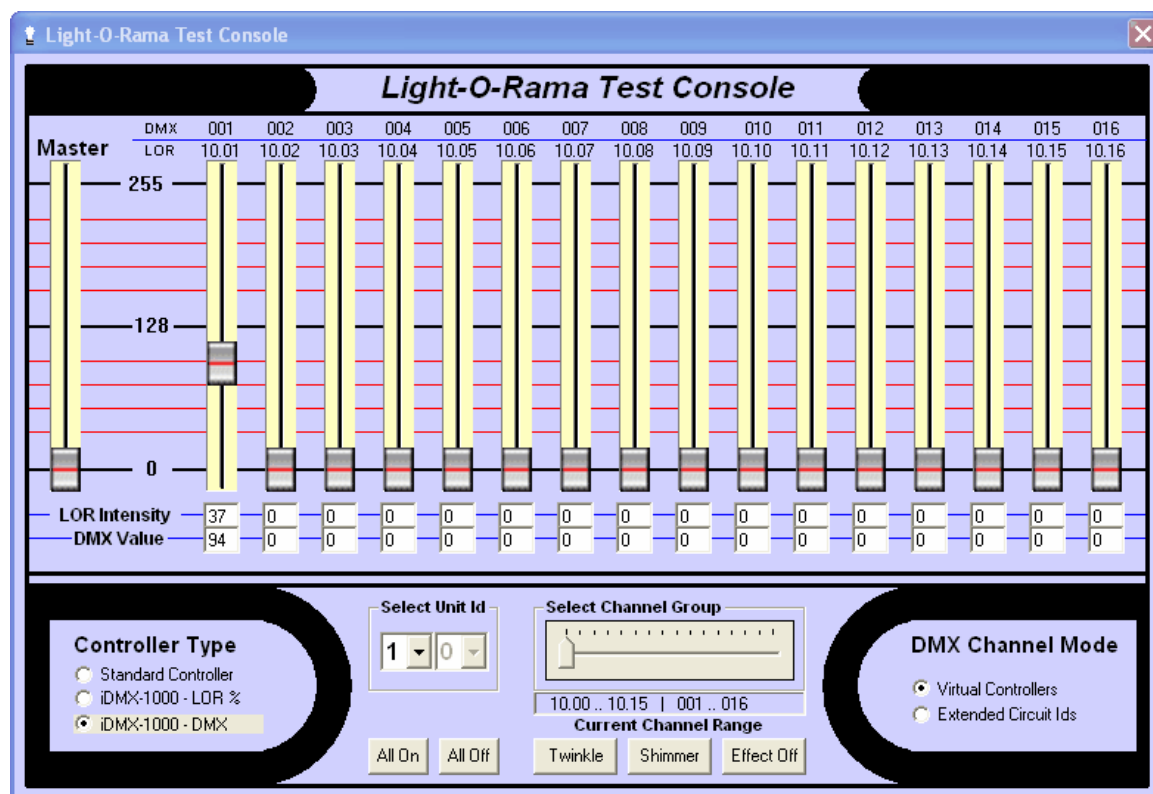 Light-O-Rama Test Console
Light-O-Rama Test Console
DMX 001 002 003 004 005 006 007 008 009 010 011 012 013 014 015 016
Master LOR 10.01 10.02 10.03 10.04 10.05 10.06 10.07 10.08 10.09 10.10 10.11 10.12 10.13 10.14 10.15 10.16
255
128
0
LOR Intensity 37 0 0 0 0 0 0 0 0 0 0 0 0 0 0 0
DMX Value 94 0 0 0 0 0 0 0 0 0 0 0 0 0 0 0
Controller Type
Standard Controller
iDMX-1000 - LOR %
iDMX-1000 - DMX
Select Unit Id
1 0
All On All Off
Select Channel Group
10.00 .. 10.15 | 001 .. 016
Current Channel Range
Twinkle Shimmer Effect Off
DMX Channel Mode
Virtual Controllers
Extended Circuit Ids